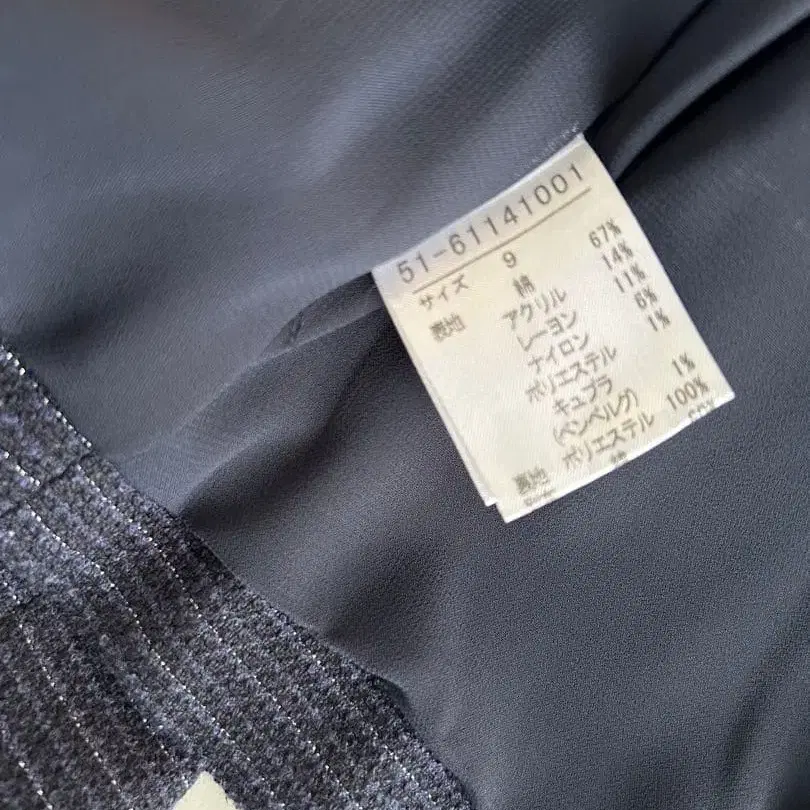 51-61141001
サイズ 9
表地 綿 67%
アクリル 14%
レーヨン 11%
ナイロン 6%
ポリエステル 1%
キュプラ
(ベンベルグ) 1%
裏地 ポリエステル 100%